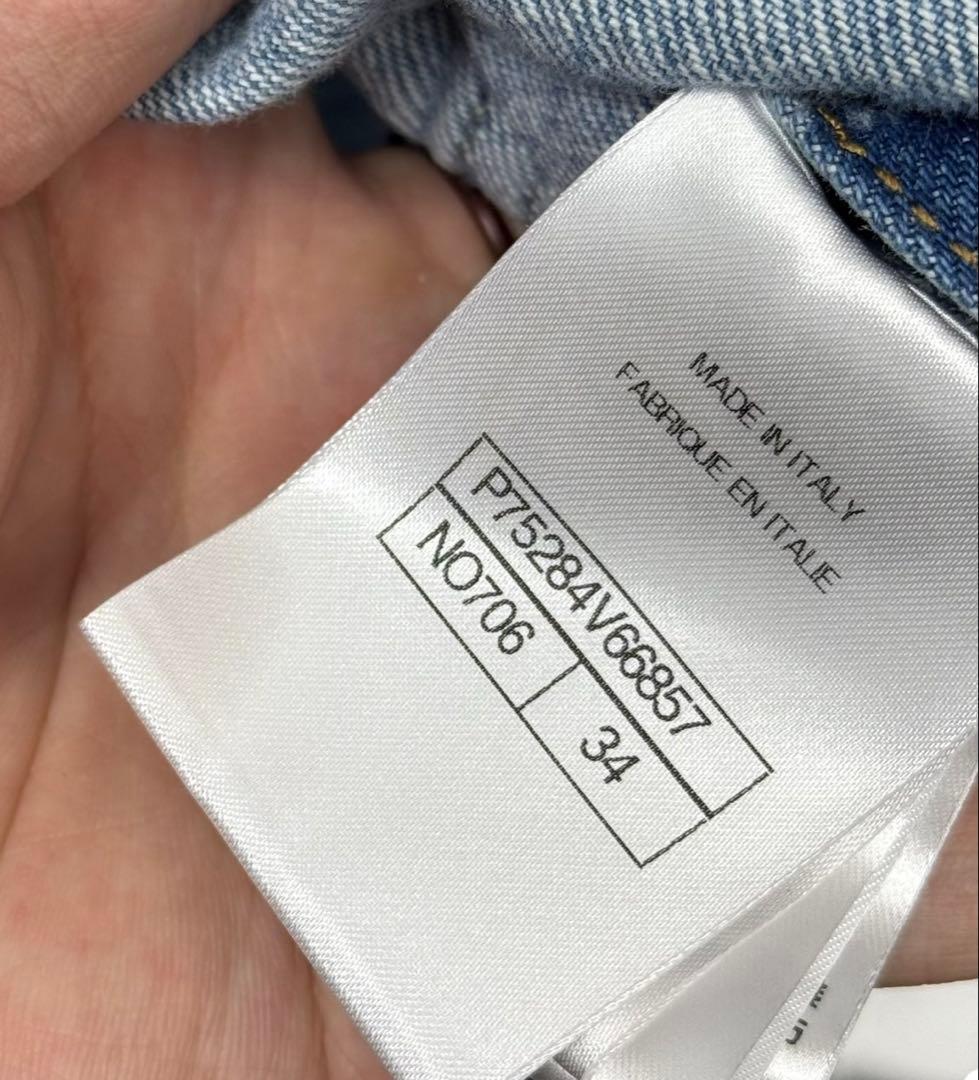 MADE IN ITALY
FABRIQUE EN ITALIE
P75284V66857
NO706
34